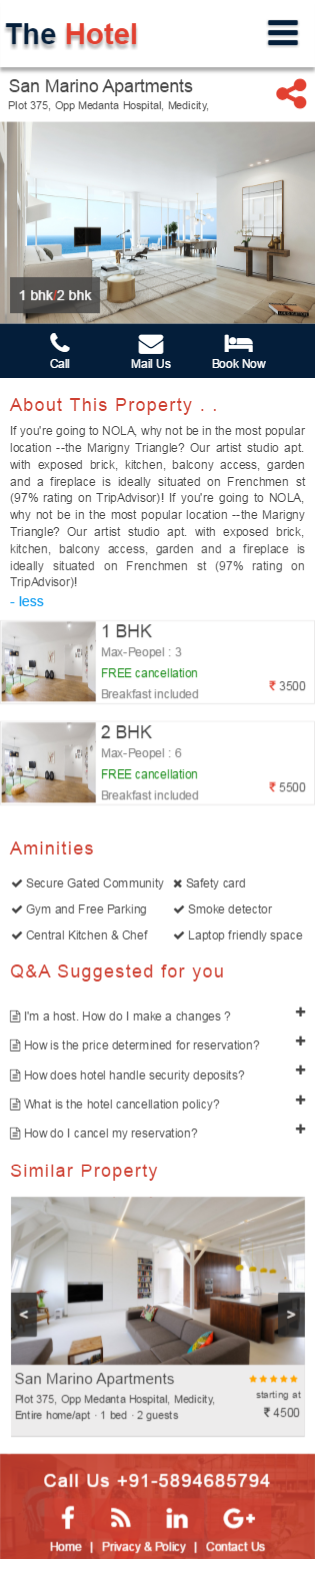 The Hotel
San Marino Apartments
Plot 375, Opp Medanta Hospital, Medicity,
1 bhk 2 bhk
Call Mail Us Book Now
About This Property . .
If you're going to NOLA, why not be in the most popular
location --the Marigny Triangle? Our artist studio apt.
with exposed brick, kitchen, balcony access, garden
and a fireplace is ideally situated on Frenchmen st
(97% rating on TripAdvisor)! If you're going to NOLA,
why not be in the most popular location --the Marigny
Triangle? Our artist studio apt. with exposed brick,
kitchen, balcony access, garden and a fireplace is
ideally situated on Frenchmen st (97% rating on
TripAdvisor)!
- less
1 BHK
Max-Peopel : 3
FREE cancellation
Breakfast included ₹ 3500
2 BHK
Max-Peopel : 6
FREE cancellation
Breakfast included ₹ 5500
Aminities
Secure Gated Community Safety card
Gym and Free Parking Smoke detector
Central Kitchen & Chef Laptop friendly space
Q&A Suggested for you
I'm a host. How do I make a changes ?
How is the price determined for reservation?
How does hotel handle security deposits?
What is the hotel cancellation policy?
How do I cancel my reservation?
Similar Property
< >
San Marino Apartments
Plot 375, Opp Medanta Hospital, Medicity, starting at
Entire home/apt · 1 bed · 2 guests ₹ 4500
Call Us +91-5894685794
Home | Privacy & Policy | Contact Us